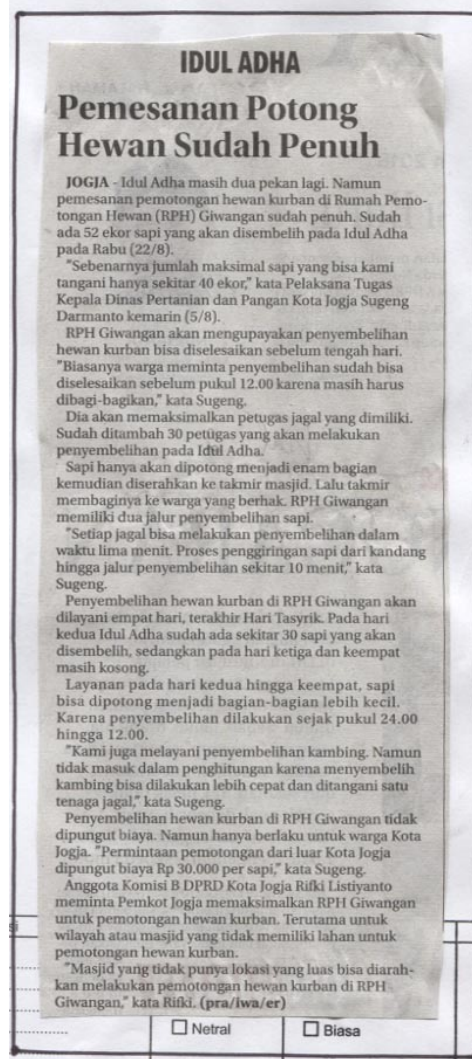 IDUL ADHA
Pemesanan Potong
Hewan Sudah Penuh
JOGJA - Idul Adha masih dua pekan lagi. Namun
pemesanan pemotongan hewan kurban di Rumah Pemo-
tongan Hewan (RPH) Giwangan sudah penuh. Sudah
ada 52 ekor sapi yang akan disembelih pada Idul Adha
pada Rabu (22/8).
"Sebenarnya jumlah maksimal sapi yang bisa kami
tangani hanya sekitar 40 ekor," kata Pelaksana Tugas
Kepala Dinas Pertanian dan Pangan Kota Jogja Sugeng
Darmanto kemarin (5/8).
RPH Giwangan akan mengupayakan penyembelihan
hewan kurban bisa diselesaikan sebelum tengah hari.
"Biasanya warga meminta penyembelihan sudah bisa
diselesaikan sebelum pukul 12.00 karena masih harus
dibagi-bagikan," kata Sugeng.
Dia akan memaksimalkan petugas jagal yang dimiliki.
Sudah ditambah 30 petugas yang akan melakukan
penyembelihan pada Idul Adha.
Sapi hanya akan dipotong menjadi enam bagian
kemudian diserahkan ke takmir masjid. Lalu takmir
membaginya ke warga yang berhak. RPH Giwangan
memiliki dua jalur penyembelihan sapi.
"Setiap jagal bisa melakukan penyembelihan dalam
waktu lima menit. Proses penggiringan sapi dari kandang
hingga jalur penyembelihan sekitar 10 menit," kata
Sugeng.
Penyembelihan hewan kurban di RPH Giwangan akan
dilayani empat hari, terakhir Hari Tasyrik. Pada hari
kedua Idul Adha sudah ada sekitar 30 sapi yang akan
disembelih, sedangkan pada hari ketiga dan keempat
masih kosong.
Layanan pada hari kedua hingga keempat, sapi
bisa dipotong menjadi bagian-bagian lebih kecil.
Karena penyembelihan dilakukan sejak pukul 24.00
hingga 12.00.
"Kami juga melayani penyembelihan kambing. Namun
tidak masuk dalam penghitungan karena menyembelih
kambing bisa dilakukan lebih cepat dan ditangani satu
tenaga jagal," kata Sugeng.
Penyembelihan hewan kurban di RPH Giwangan tidak
dipungut biaya. Namun hanya berlaku untuk warga Kota
Jogja. "Permintaan pemotongan dari luar Kota Jogja
dipungut biaya Rp 30.000 per sapi," kata Sugeng.
Anggota Komisi B DPRD Kota Jogja Rifki Listiyanto
meminta Pemkot Jogja memaksimalkan RPH Giwangan
untuk pemotongan hewan kurban. Terutama untuk
wilayah atau masjid yang tidak memiliki lahan untuk
pemotongan hewan kurban.
"Masjid yang tidak punya lokasi yang luas bisa diarah-
kan melakukan pemotongan hewan kurban di RPH
Giwangan," kata Rifki. (pra/iwa/er)
Netral Biasa